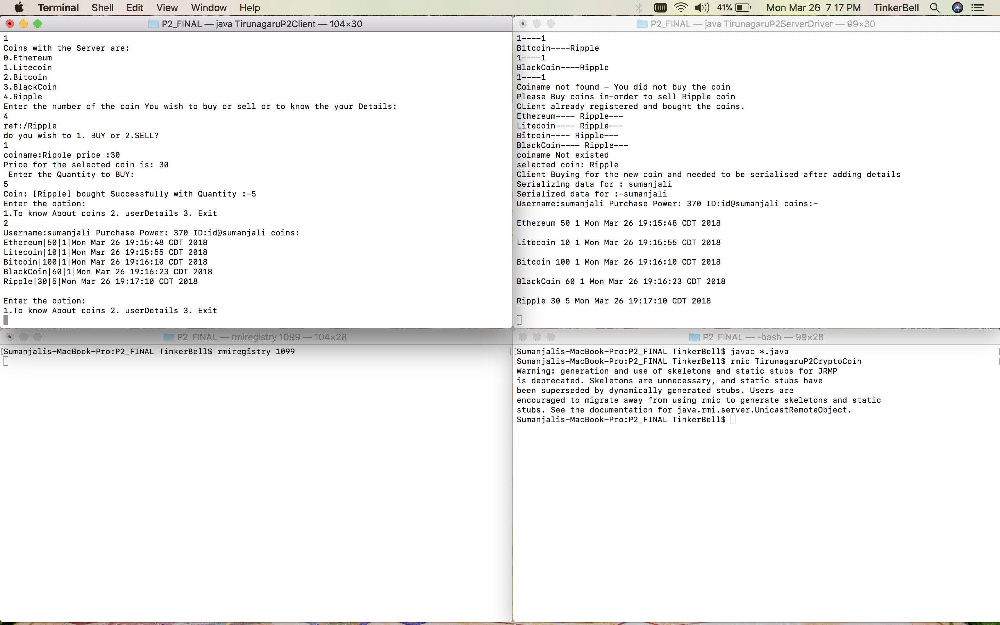 Terminal Shell Edit View Window Help 41% Mon Mar 26 7 17 PM TinkerBell
P2_FINAL — java TirunagaruP2Client — 104×30
1
Coins with the Server are:
0.Ethereum
1.Litecoin
2.Bitcoin
3.BlackCoin
4.Ripple
Enter the number of the coin You wish to buy or sell or to know the your Details:
4
ref:/Ripple
do you wish to 1. BUY or 2.SELL?
1
coiname:Ripple price :30
Price for the selected coin is: 30
Enter the Quantity to BUY:
5
Coin: [Ripple] bought Successfully with Quantity :-5
Enter the option:
1.To know About coins 2. userDetails 3. Exit
2
Username:sumanjali Purchase Power: 370 ID:id@sumanjali coins:
Ethereum|50|1|Mon Mar 26 19:15:48 CDT 2018
Litecoin|10|1|Mon Mar 26 19:15:55 CDT 2018
Bitcoin|100|1|Mon Mar 26 19:16:10 CDT 2018
BlackCoin|60|1|Mon Mar 26 19:16:23 CDT 2018
Ripple|30|5|Mon Mar 26 19:17:10 CDT 2018
Enter the option:
1.To know About coins 2. userDetails 3. Exit
P2_FINAL — java TirunagaruP2ServerDriver — 99×30
1----1
Bitcoin----Ripple
1----1
BlackCoin----Ripple
1----1
Coiname not found - You did not buy the coin
Please Buy coins in-order to sell Ripple coin
CLient already registered and bought the coins.
Ethereum---- Ripple---
Litecoin---- Ripple---
Bitcoin---- Ripple---
BlackCoin---- Ripple---
coiname Not existed
selected coin: Ripple
Client Buying for the new coin and needed to be serialised after adding details
Serializing data for : sumanjali
Serialized data for :-sumanjali
Username:sumanjali Purchase Power: 370 ID:id@sumanjali coins:-
Ethereum 50 1 Mon Mar 26 19:15:48 CDT 2018
Litecoin 10 1 Mon Mar 26 19:15:55 CDT 2018
Bitcoin 100 1 Mon Mar 26 19:16:10 CDT 2018
BlackCoin 60 1 Mon Mar 26 19:16:23 CDT 2018
Ripple 30 5 Mon Mar 26 19:17:10 CDT 2018
P2_FINAL — rmiregistry 1099 — 104×28
[Sumanjalis-MacBook-Pro:P2_FINAL TinkerBell$ rmiregistry 1099 ]
P2_FINAL — -bash — 99×28
[Sumanjalis-MacBook-Pro:P2_FINAL TinkerBell$ javac *.java ]
[Sumanjalis-MacBook-Pro:P2_FINAL TinkerBell$ rmic TirunagaruP2CryptoCoin ]
Warning: generation and use of skeletons and static stubs for JRMP
is deprecated. Skeletons are unnecessary, and static stubs have
been superseded by dynamically generated stubs. Users are
encouraged to migrate away from using rmic to generate skeletons and static
stubs. See the documentation for java.rmi.server.UnicastRemoteObject.
Sumanjalis-MacBook-Pro:P2_FINAL TinkerBell$